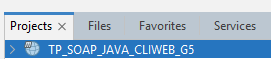 Projects Files Favorites Services
TP_SOAP_JAVA_CLIWEB_G5